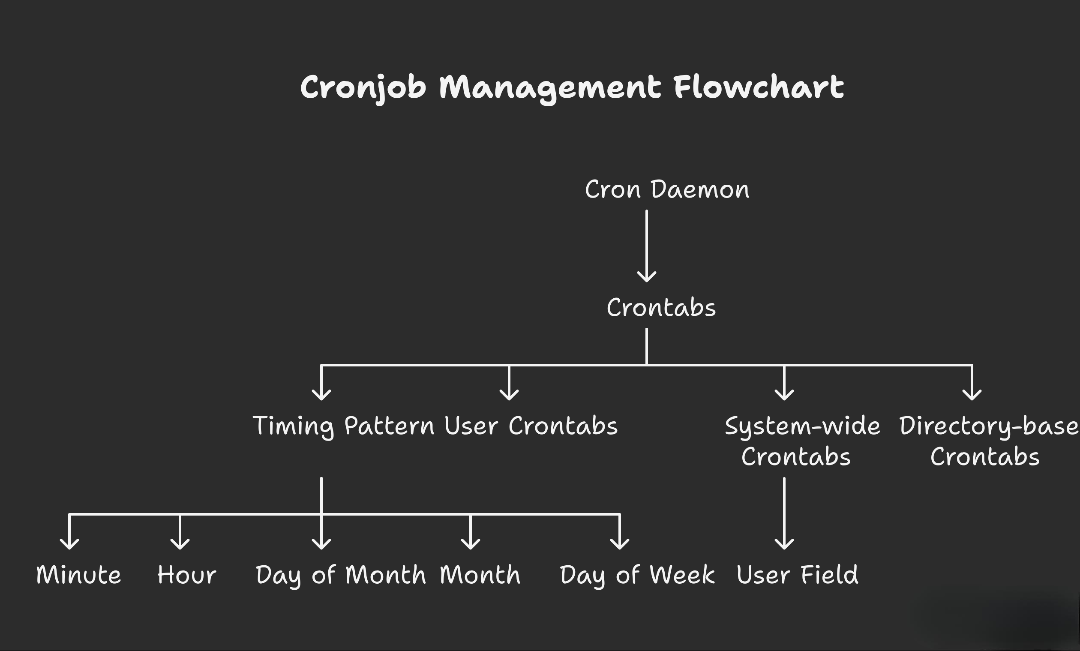 Cronjob Management Flowchart
Cron Daemon
Crontabs
Timing Pattern User Crontabs System-wide Directory-base
Crontabs Crontabs
Minute Hour Day of Month Month Day of Week User Field